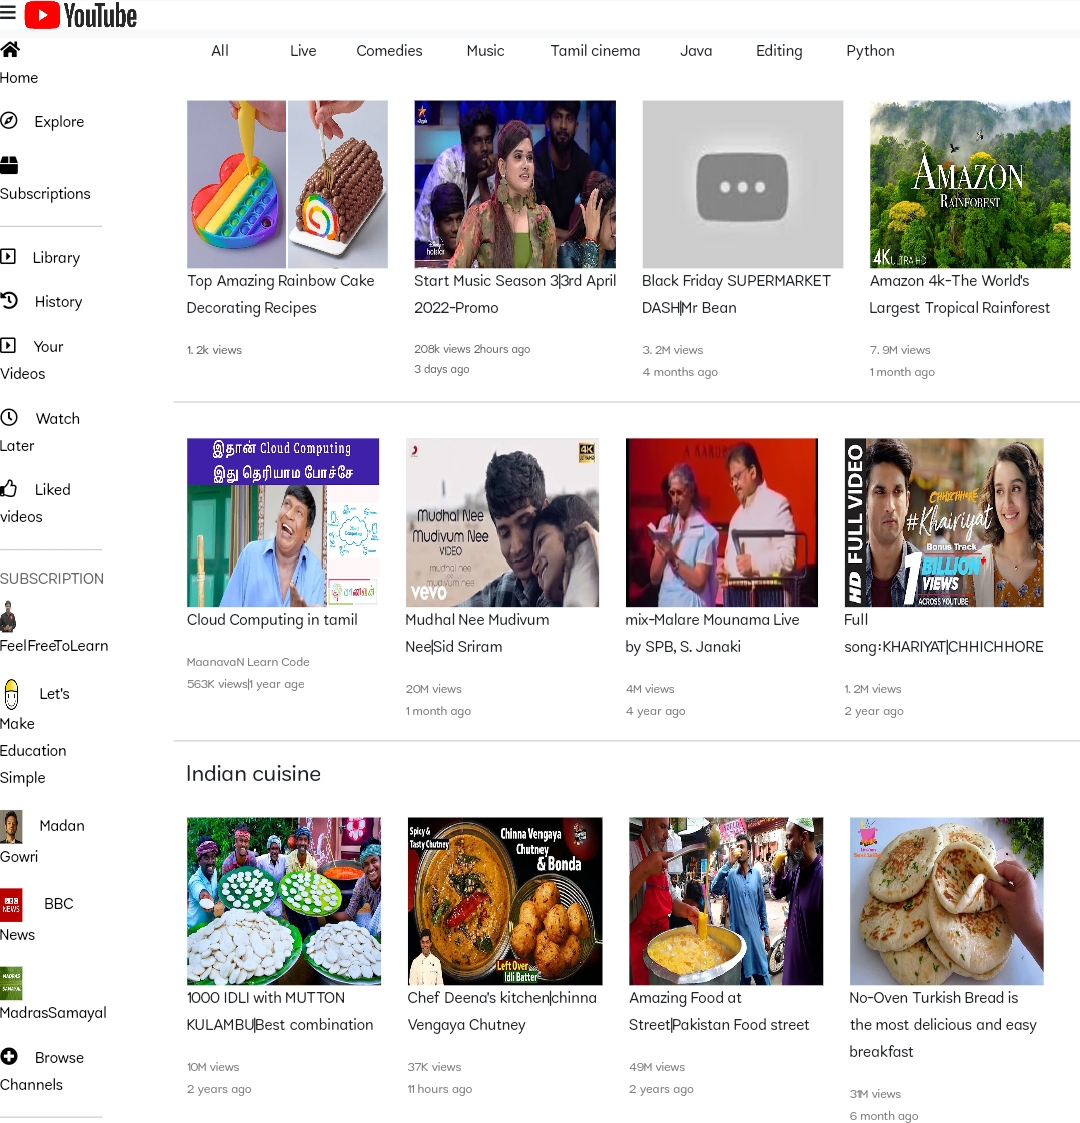 YouTube
All Live Comedies Music Tamil cinema Java Editing Python
Home
Explore
Subscriptions
Library
History
Your
Videos
Watch
Later
Liked
videos
SUBSCRIPTION
FeelFreeToLearn
Let's
Make
Education
Simple
Madan
Gowri
BBC
News
MadrasSamayal
Browse
Channels
Top Amazing Rainbow Cake
Decorating Recipes
1. 2k views
hotstar
Start Music Season 3|3rd April
2022-Promo
208k views 2hours ago
3 days ago
Black Friday SUPERMARKET
DASH|Mr Bean
3. 2M views
4 months ago
AMAZON
RAINFOREST
4K ULTRA HD
Amazon 4k-The World's
Largest Tropical Rainforest
7. 9M views
1 month ago
இதான் Cloud Computing
இது தெரியாம போச்சே
Cloud Computing in tamil
MaanavaN Learn Code
563K views|1 year age
4K
Mudhal Nee
Mudivum Nee
VIDEO
mudhal nee
mudivum nee
vevo
Mudhal Nee Mudivum
Nee|Sid Sriram
20M views
1 month ago
mix-Malare Mounama Live
by SPB, S. Janaki
4M views
4 year ago
HD FULL VIDEO
CHHICHHORE
#Khairiyat
Bonus Track
1 BILLION+
VIEWS
ACROSS YOUTUBE
Full
song:KHARIYAT|CHHICHHORE
1. 2M views
2 year ago
Indian cuisine
1000 IDLI with MUTTON
KULAMBU|Best combination
10M views
2 years ago
Spicy &
Tasty Chutney
Chinna Vengaya
Chutney
& Bonda
Left Over
Idli Batter
Chef Deena's kitchen|chinna
Vengaya Chutney
37K views
11 hours ago
Amazing Food at
Street|Pakistan Food street
49M views
2 years ago
No-Oven Turkish Bread is
the most delicious and easy
breakfast
31M views
6 month ago